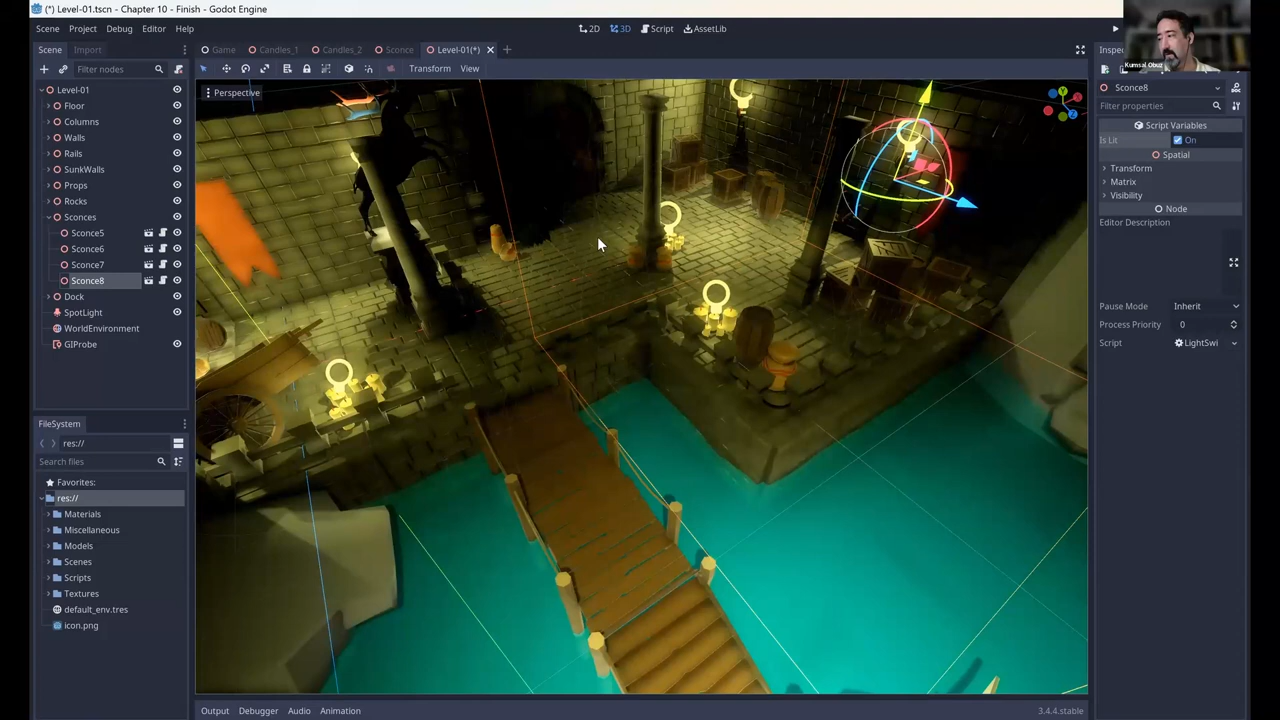 (*) Level-01.tscn - Chapter 10 - Finish - Godot Engine
Scene Project Debug Editor Help
2D 3D Script AssetLib
Kumsal Obuz
Scene Import
Game Candles_1 Candles_2 Sconce Level-01(*)
Inspec
Filter nodes
Sconce8
Perspective
Transform View
Level-01
Floor
Columns
Walls
Rails
SunkWalls
Props
Rocks
Sconces
Sconce5
Sconce6
Sconce7
Sconce8
Dock
SpotLight
WorldEnvironment
GIProbe
FileSystem
res://
Search files
Favorites:
res://
Materials
Miscellaneous
Models
Scenes
Scripts
Textures
default_env.tres
icon.png
Filter properties
Script Variables
Is Lit On
Spatial
Transform
Matrix
Visibility
Node
Editor Description
Pause Mode Inherit
Process Priority 0
Script LightSwi
Output Debugger Audio Animation
3.4.4.stable